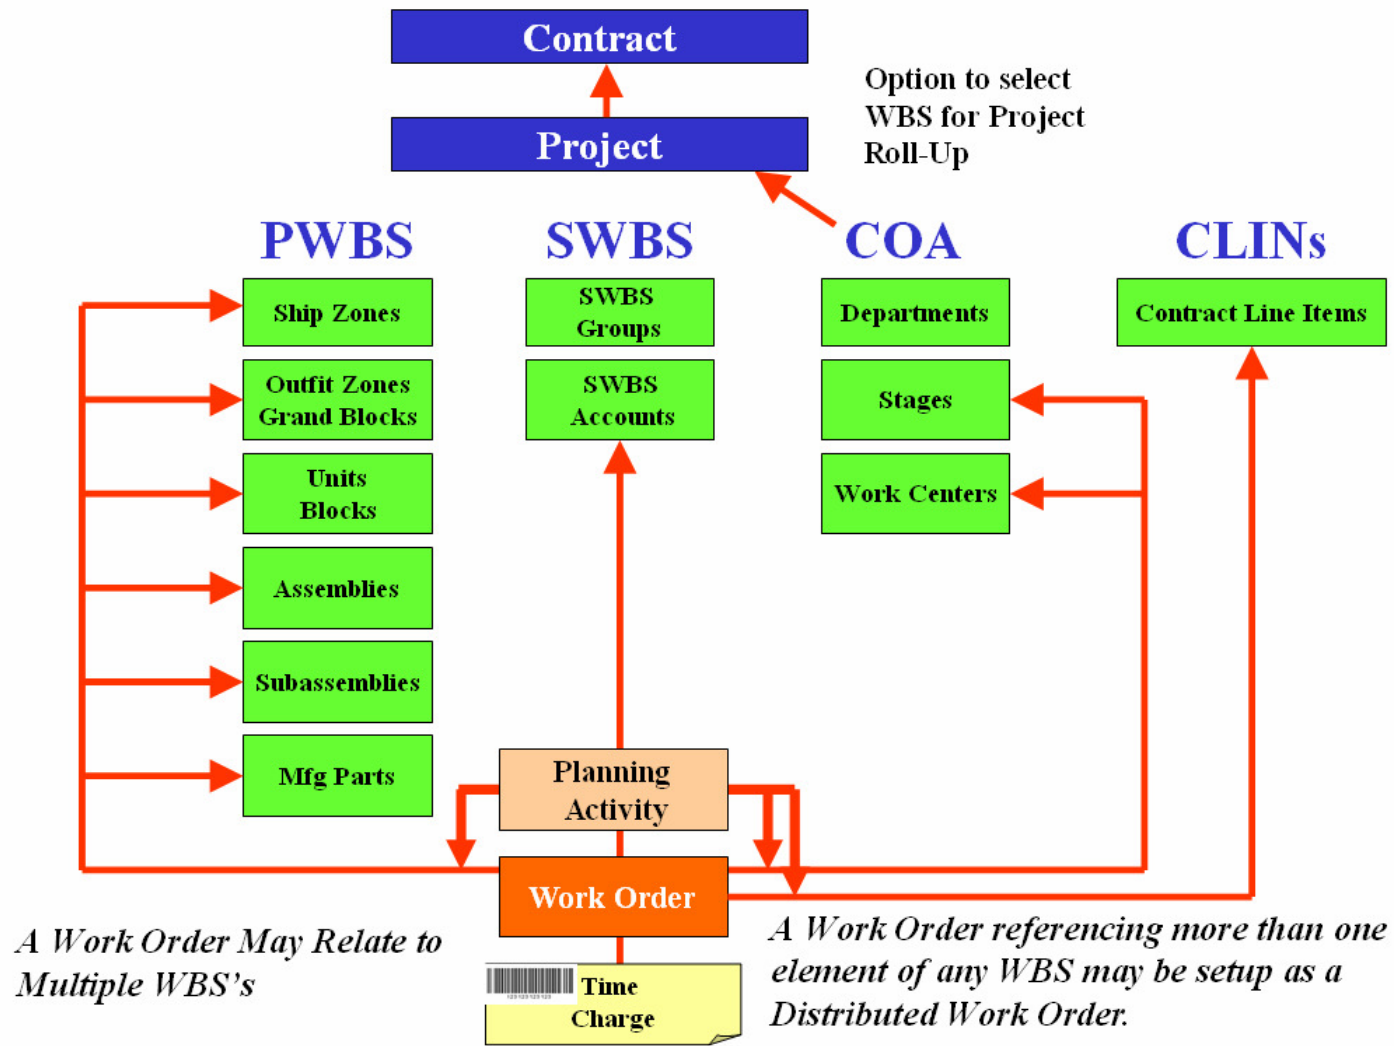 Contract
Option to select
WBS for Project
Roll-Up
Project
PWBS
SWBS
COA
CLINs
Ship Zones
SWBS
Groups
Departments
Contract Line Items
Outfit Zones
Grand Blocks
SWBS
Accounts
Stages
Units
Blocks
Work Centers
Assemblies
Subassemblies
Mfg Parts
Planning
Activity
Work Order
A Work Order May Relate to
Multiple WBS's
A Work Order referencing more than one
element of any WBS may be setup as a
Distributed Work Order.
Time
Charge